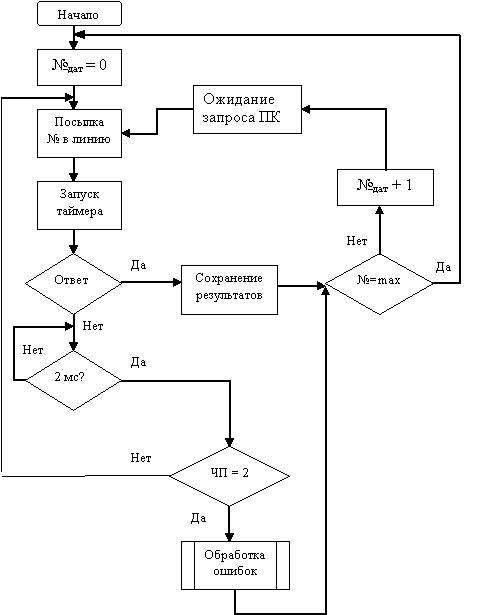 Начало
№дат = 0
Посылка
№ в линию
Ожидание
запроса ПК
№дат + 1
Запуск
таймера
Нет
Да
Ответ
Да
Сохранение
результатов
№=max
Нет
Нет
2 мс?
Да
Нет
ЧП = 2
Да
Обработка
ошибок